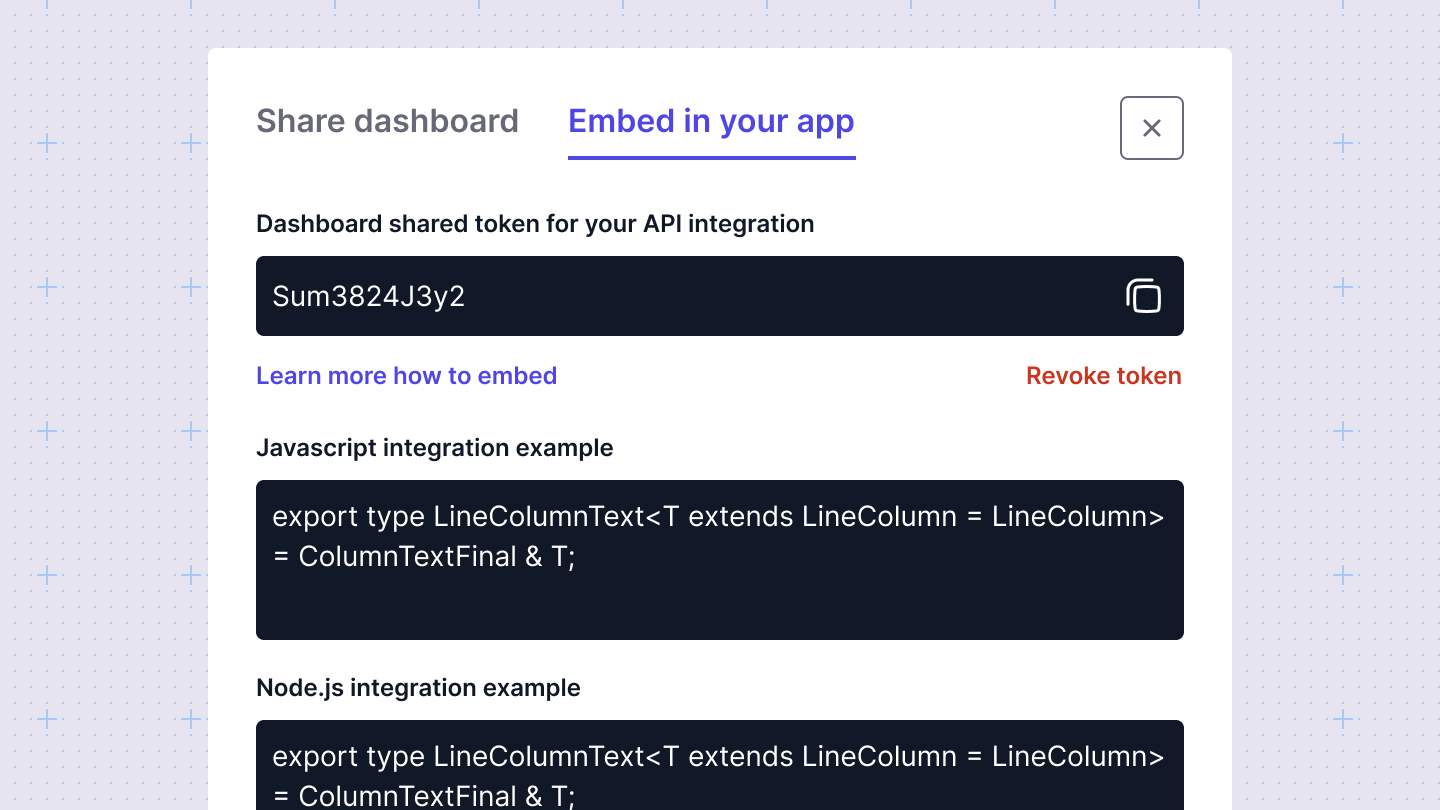 Share dashboard
Embed in your app
Dashboard shared token for your API integration
Sum3824J3y2
Learn more how to embed
Revoke token
Javascript integration example
export type LineColumnText<T extends LineColumn = LineColumn>
= ColumnTextFinal & T;
Node.js integration example
export type LineColumnText<T extends LineColumn = LineColumn>
= ColumnTextFinal & T;